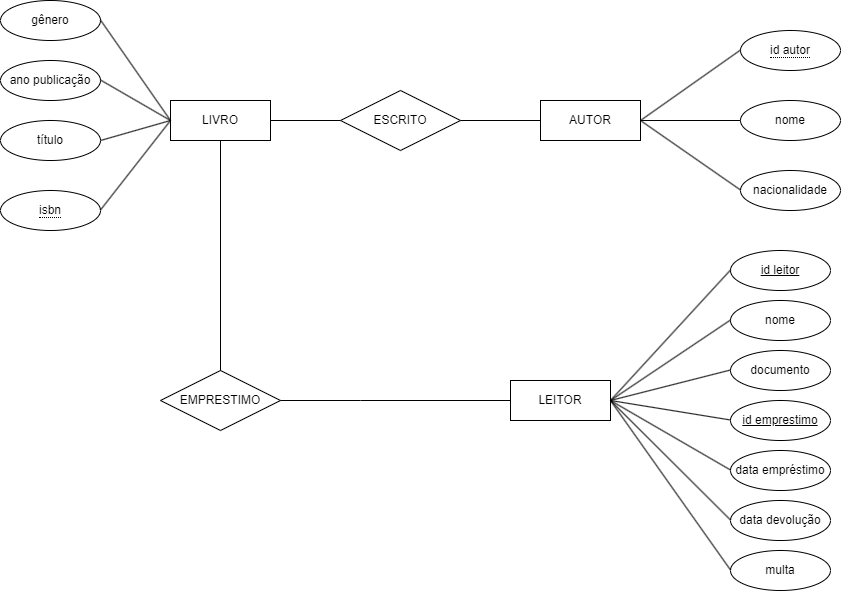 gênero
ano publicação
título
isbn
LIVRO
ESCRITO
AUTOR
id autor
nome
nacionalidade
EMPRESTIMO
LEITOR
id leitor
nome
documento
id emprestimo
data empréstimo
data devolução
multa